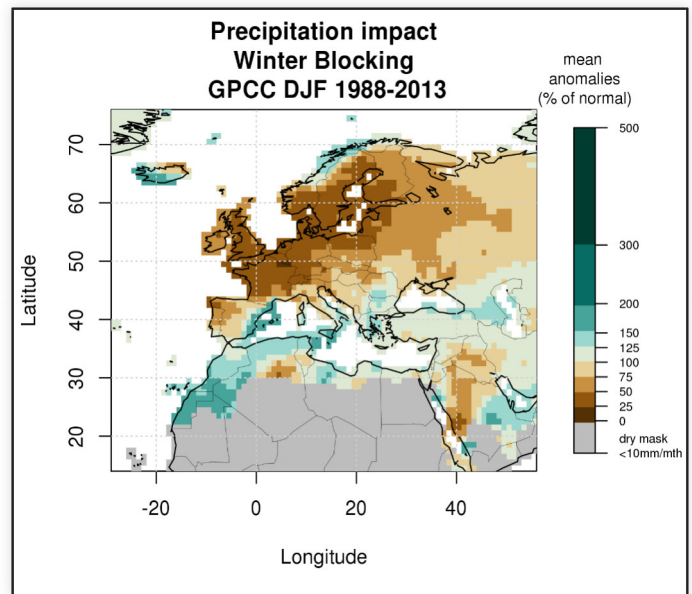 Precipitation impact
Winter Blocking
GPCC DJF 1988-2013
mean
anomalies
(% of normal)
500
300
200
150
125
100
75
50
25
0
dry mask
<10mm/mth
70
60
50
40
30
20
Latitude
-20
0
20
40
Longitude